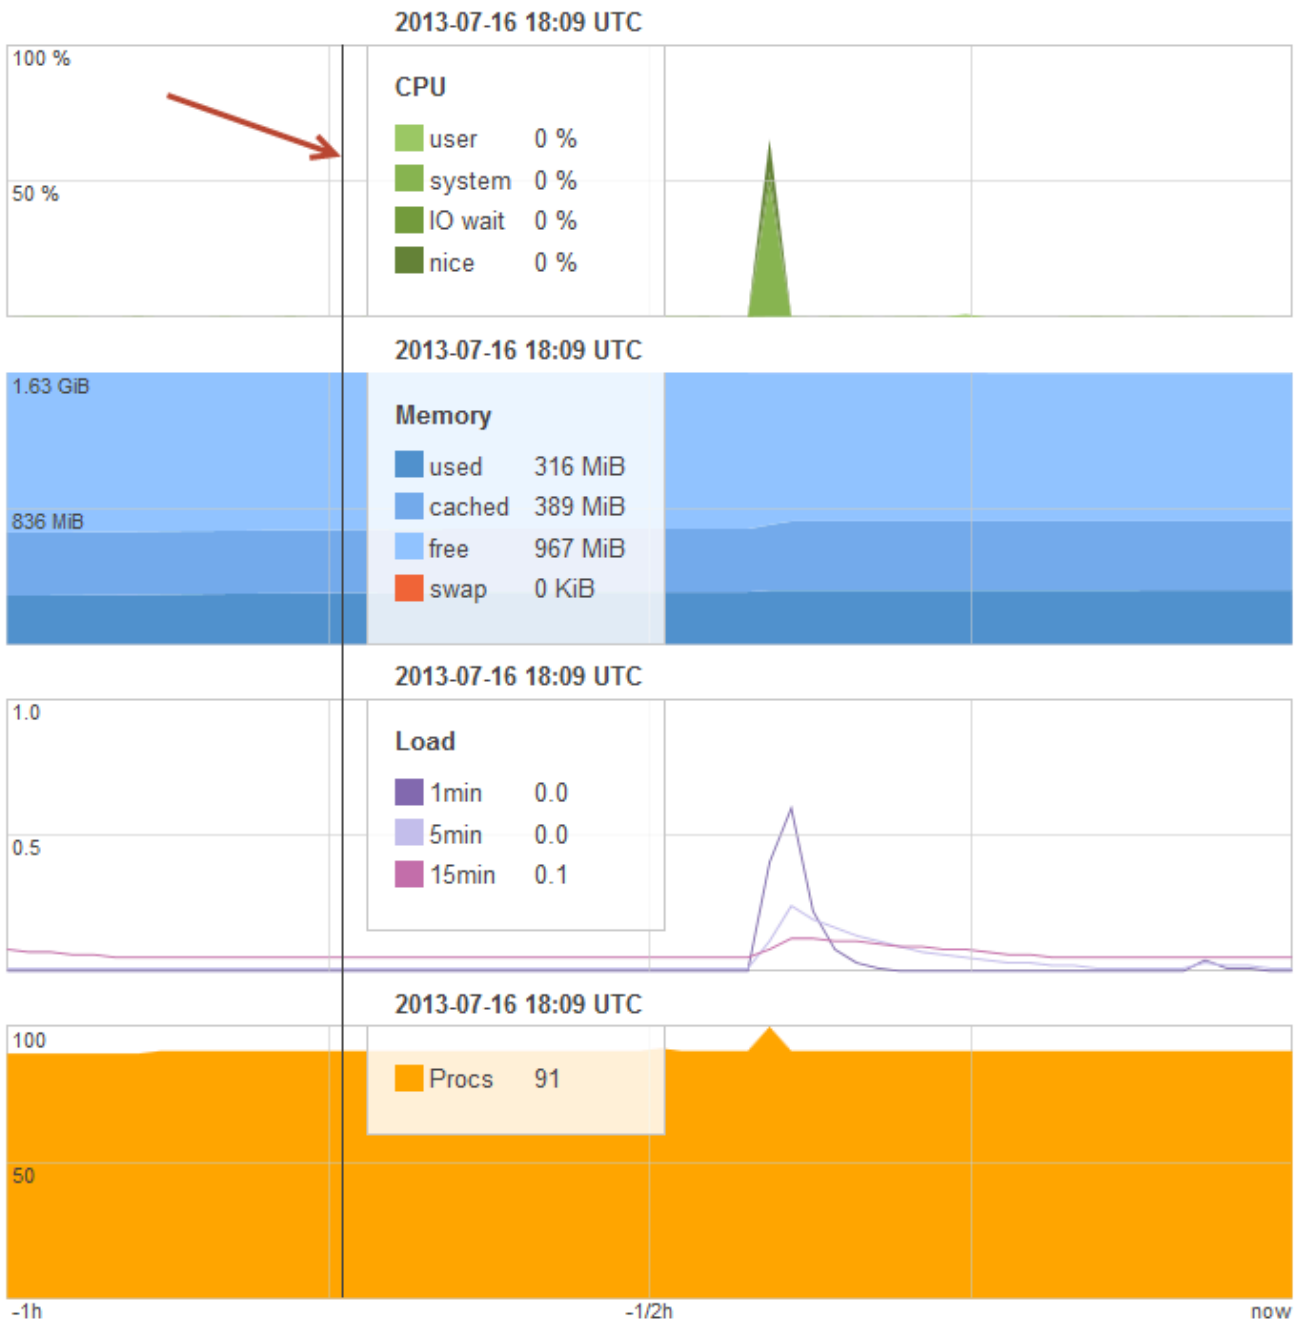 2013-07-16 18:09 UTC
100 %
CPU
user 0 %
system 0 %
50 %
IO wait 0 %
nice 0 %
2013-07-16 18:09 UTC
1.63 GiB
Memory
used 316 MiB
cached 389 MiB
836 MiB
free 967 MiB
swap 0 KiB
2013-07-16 18:09 UTC
1.0
Load
1min 0.0
5min 0.0
0.5
15min 0.1
2013-07-16 18:09 UTC
100
Procs 91
50
-1h -1/2h now